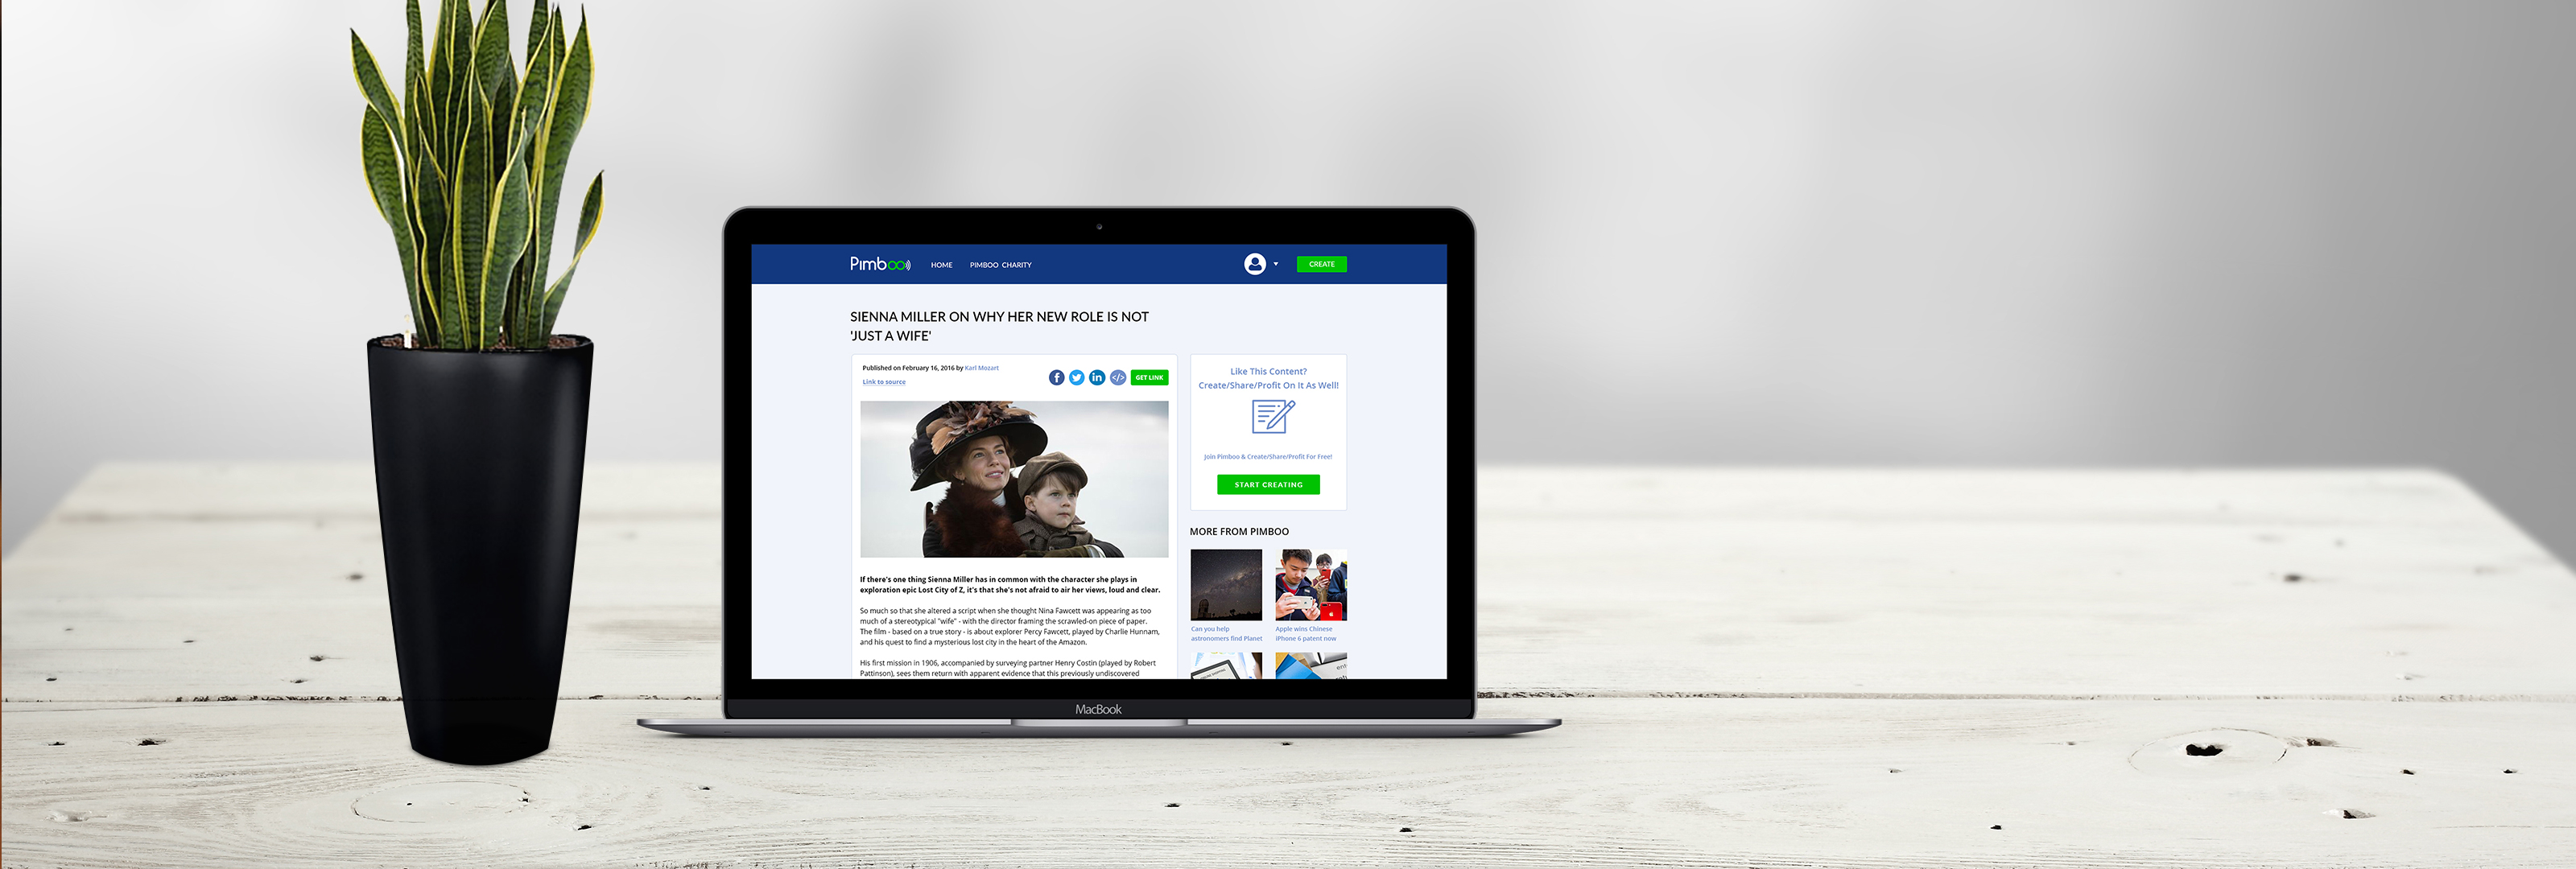 Pimboo
HOME
PIMBOO CHARITY
CREATE
SIENNA MILLER ON WHY HER NEW ROLE IS NOT
'JUST A WIFE'
Published on February 16, 2016 by Karl Mozart
Link to source
f
in
</>
GET LINK
If there's one thing Sienna Miller has in common with the character she plays in
exploration epic Lost City of Z, it's that she's not afraid to air her views, loud and clear.
So much so that she altered a script when she thought Nina Fawcett was appearing as too
much of a stereotypical "wife" - with the director framing the scrawled-on piece of paper.
The film - based on a true story - is about explorer Percy Fawcett, played by Charlie Hunnam,
and his quest to find a mysterious lost city in the heart of the Amazon.
His first mission in 1906, accompanied by surveying partner Henry Costin (played by Robert
Pattinson), sees them return with apparent evidence that this previously undiscovered
Like This Content?
Create/Share/Profit On It As Well!
Join Pimboo & Create/Share/Profit For Free!
START CREATING
MORE FROM PIMBOO
Can you help
astronomers find Planet
Apple wins Chinese
iPhone 6 patent now
MacBook